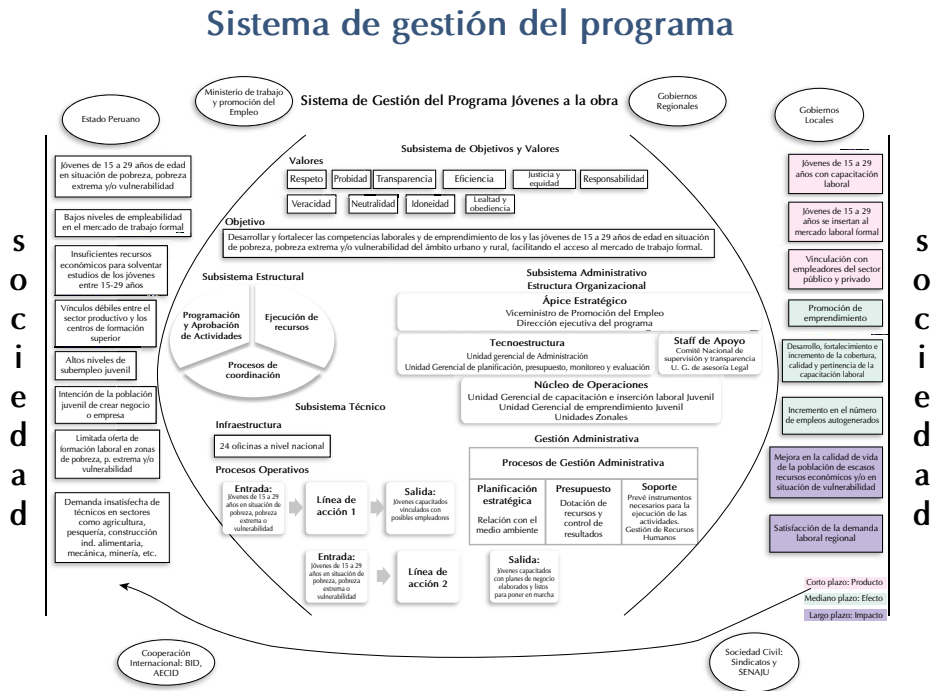 Sistema de gestión del programa
Ministerio de trabajo
y promoción del
Empleo
Sistema de Gestión del Programa Jóvenes a la obra
Gobiernos
Regionales
Estado Peruano
Gobiernos
Locales
sociedad
Jóvenes de 15 a 29 años de edad
en situación de pobreza, pobreza
extrema y/o vulnerabilidad
Bajos niveles de empleabilidad
en el mercado de trabajo formal
Insuficientes recursos
económicos para solventar
estudios de los jóvenes
entre 15-29 años
Vínculos débiles entre el
sector productivo y los
centros de formación
superior
Altos niveles de
subempleo juvenil
Intención de la población
juvenil de crear negocio
o empresa
Limitada oferta de
formación laboral en zonas
de pobreza, p. extrema y/o
vulnerabilidad
Demanda insatisfecha de
técnicos en sectores
como agricultura,
pesquería, construcción
ind. alimentaria,
mecánica, minería, etc.
Subsistema de Objetivos y Valores
Valores
Respeto
Probidad
Transparencia
Eficiencia
Justicia y
equidad
Responsabilidad
Veracidad
Neutralidad
Idoneidad
Lealtad y
obediencia
Objetivo
Desarrollar y fortalecer las competencias laborales y de emprendimiento de los y las jóvenes de 15 a 29 años de edad en situación
de pobreza, pobreza extrema y/o vulnerabilidad del ámbito urbano y rural, facilitando el acceso al mercado de trabajo formal.
Subsistema Estructural
Programación
y Aprobación
de Actividades
Ejecución de
recursos
Procesos de
coordinación
Subsistema Administrativo
Estructura Organizacional
Ápice Estratégico
Viceministro de Promoción del Empleo
Dirección ejecutiva del programa
Tecnoestructura
Unidad gerencial de Administración
Unidad Gerencial de planificación, presupuesto, monitoreo y evaluación
Staff de Apoyo
Comité Nacional de
supervisión y transparencia
U. G. de asesoría Legal
Núcleo de Operaciones
Unidad Gerencial de capacitación e inserción laboral Juvenil
Unidad Gerencial de emprendimiento Juvenil
Unidades Zonales
Subsistema Técnico
Infraestructura
24 oficinas a nivel nacional
Procesos Operativos
Entrada:
Jóvenes de 15 a 29
años en situación de
pobreza, pobreza
extrema o
vulnerabilidad
Línea de
acción 1
Salida:
Jóvenes capacitados
vinculados con
posibles empleadores
Entrada:
Jóvenes de 15 a 29
años en situación de
pobreza, pobreza
extrema o
vulnerabilidad
Línea de
acción 2
Salida:
Jóvenes capacitados
con planes de negocio
elaborados y listos
para poner en marcha
Gestión Administrativa
Procesos de Gestión Administrativa
Planificación
estratégica
Relación con el
medio ambiente
Presupuesto
Dotación de
recursos y
control de
resultados
Soporte
Prevé instrumentos
necesarios para la
ejecución de las
actividades.
Gestión de Recursos
Humanos
Jóvenes de 15 a 29
años con capacitación
laboral
Jóvenes de 15 a 29
años se insertan al
mercado laboral formal
Vinculación con
empleadores del sector
público y privado
Promoción de
emprendimiento
Desarrollo, fortalecimiento e
incremento de la cobertura,
calidad y pertinencia de la
capacitación laboral
Incremento en el número
de empleos autogenerados
Mejora en la calidad de vida
de la población de escasos
recursos económicos y/o en
situación de vulnerabilidad
Satisfacción de la demanda
laboral regional
Corto plazo: Producto
Mediano plazo: Efecto
Largo plazo: Impacto
sociedad
Cooperación
Internacional: BID,
AECID
Sociedad Civil:
Sindicatos y
SENAJU